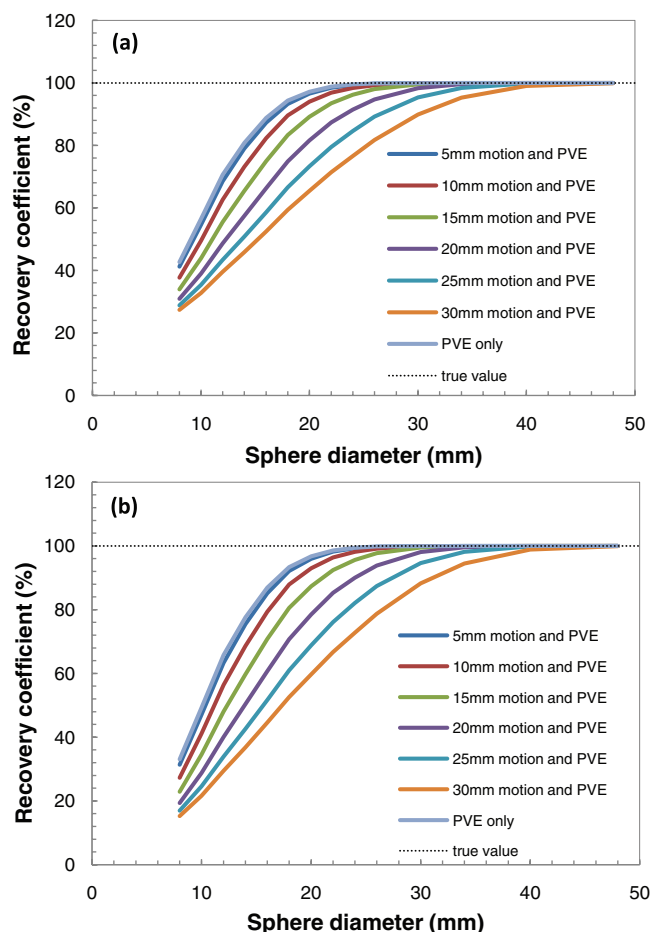 (a)
Recovery coefficient (%)
120
100
80
60
40
20
0
5mm motion and PVE
10mm motion and PVE
15mm motion and PVE
20mm motion and PVE
25mm motion and PVE
30mm motion and PVE
PVE only
true value
0 10 20 30 40 50
Sphere diameter (mm)
(b)
Recovery coefficient (%)
120
100
80
60
40
20
0
5mm motion and PVE
10mm motion and PVE
15mm motion and PVE
20mm motion and PVE
25mm motion and PVE
30mm motion and PVE
PVE only
true value
0 10 20 30 40 50
Sphere diameter (mm)